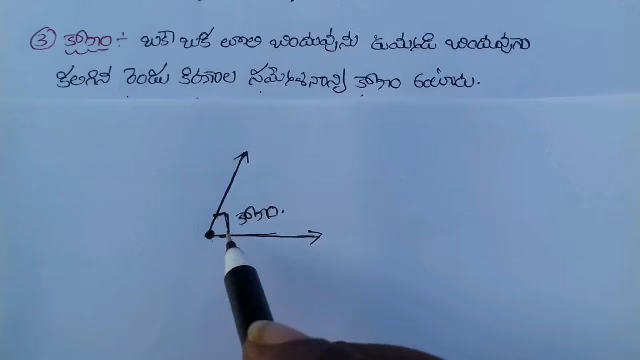 ③ కోణం :- ఒకే ఒక తొలి బిందువును ఉమ్మడి బిందువుగా
కలిగిన రెండు కిరణాల సమ్మేళనాన్ని కోణం అంటారు.
కోణం.